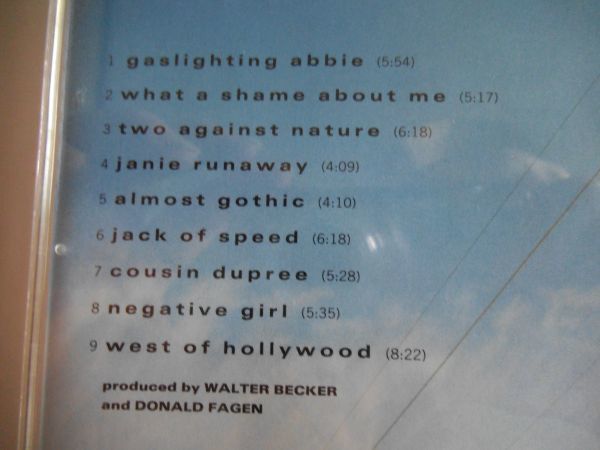 1 gaslighting abbie (5:54)
2 what a shame about me (5:17)
3 two against nature (6:18)
4 janie runaway (4:09)
5 almost gothic (4:10)
6 jack of speed (6:18)
7 cousin dupree (5:28)
8 negative girl (5:35)
9 west of hollywood (8:22)
produced by WALTER BECKER
and DONALD FAGEN